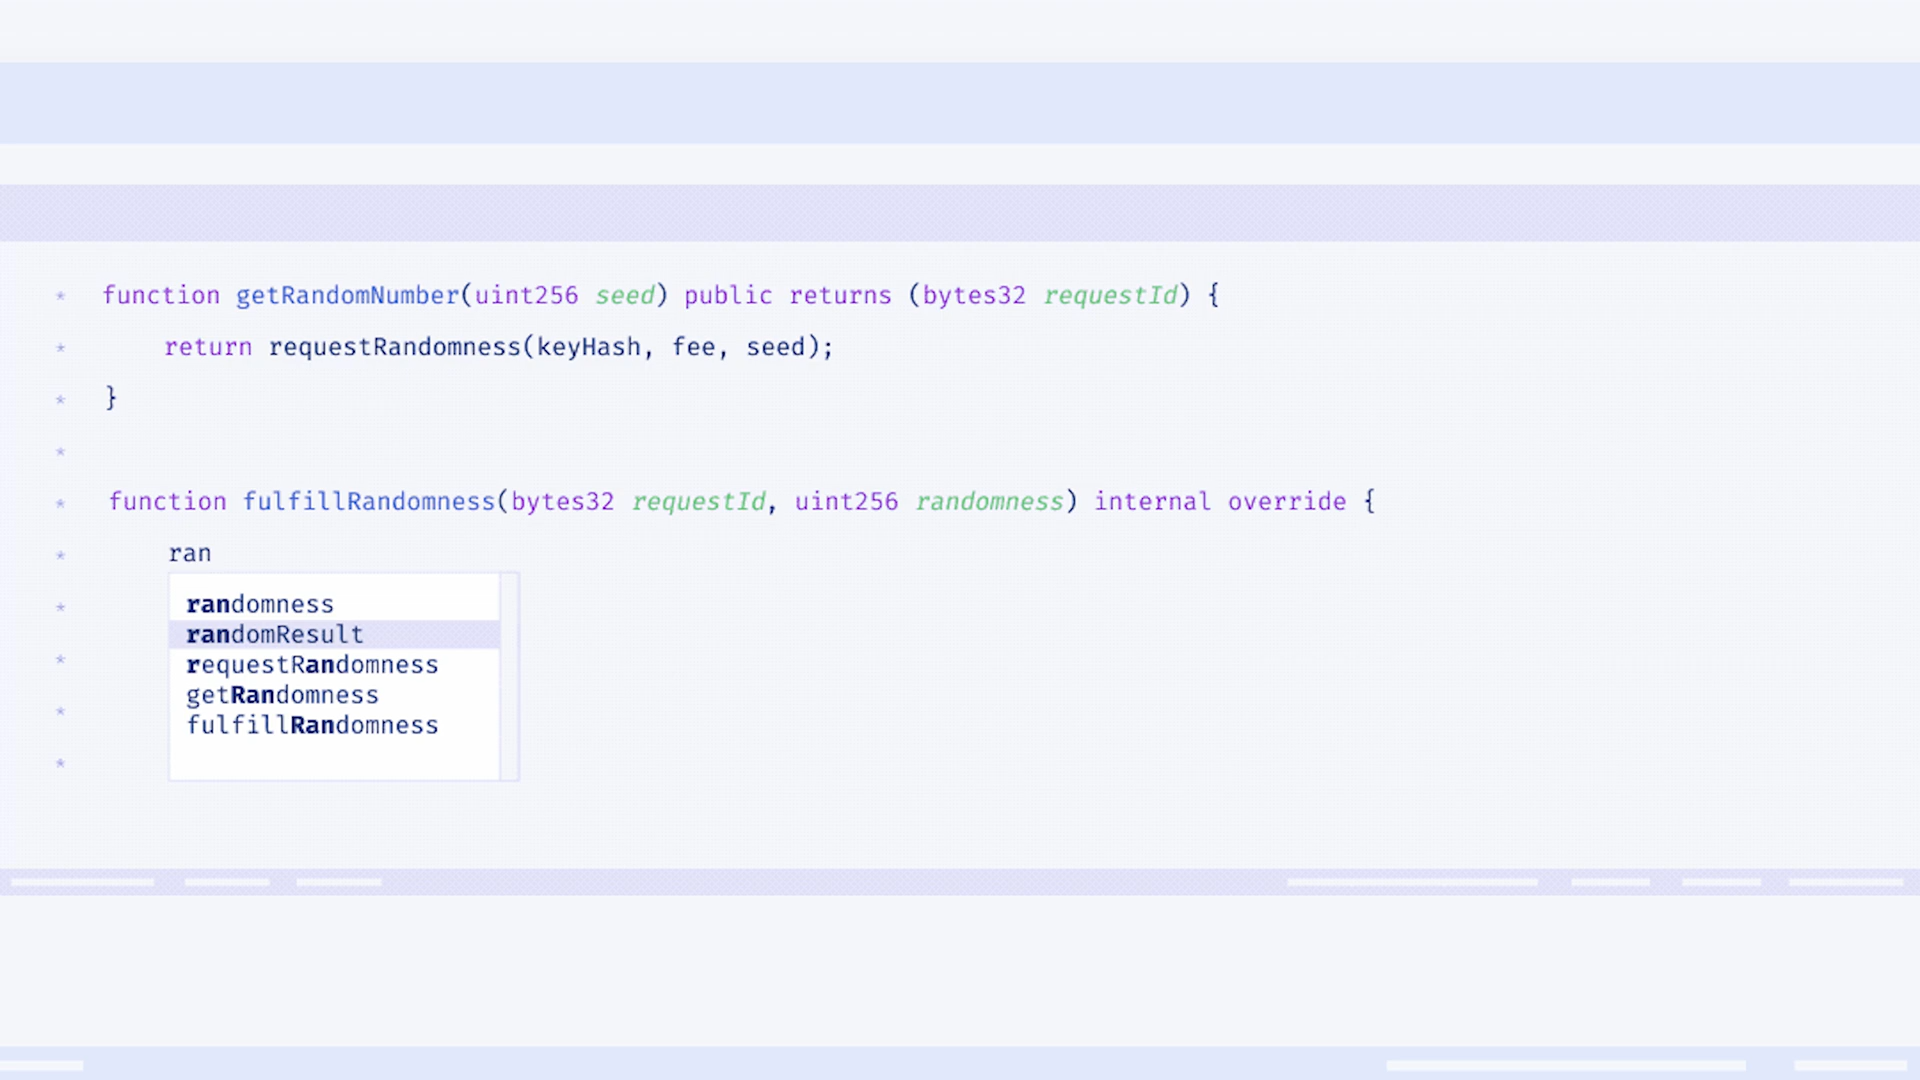 * function getRandomNumber(uint256 seed) public returns (bytes32 requestId) {
* return requestRandomness(keyHash, fee, seed);
* }
*
* function fulfillRandomness(bytes32 requestId, uint256 randomness) internal override {
* ran
* randomness
randomResult
* requestRandomness
* getRandomness
fulfillRandomness
*